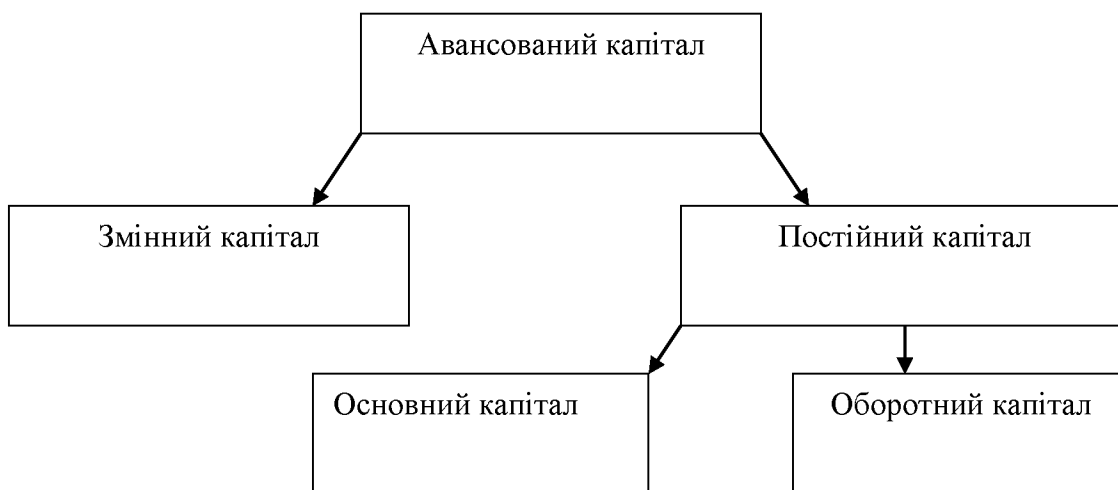 Авансований капітал
Змінний капітал
Постійний капітал
Основний капітал
Оборотний капітал